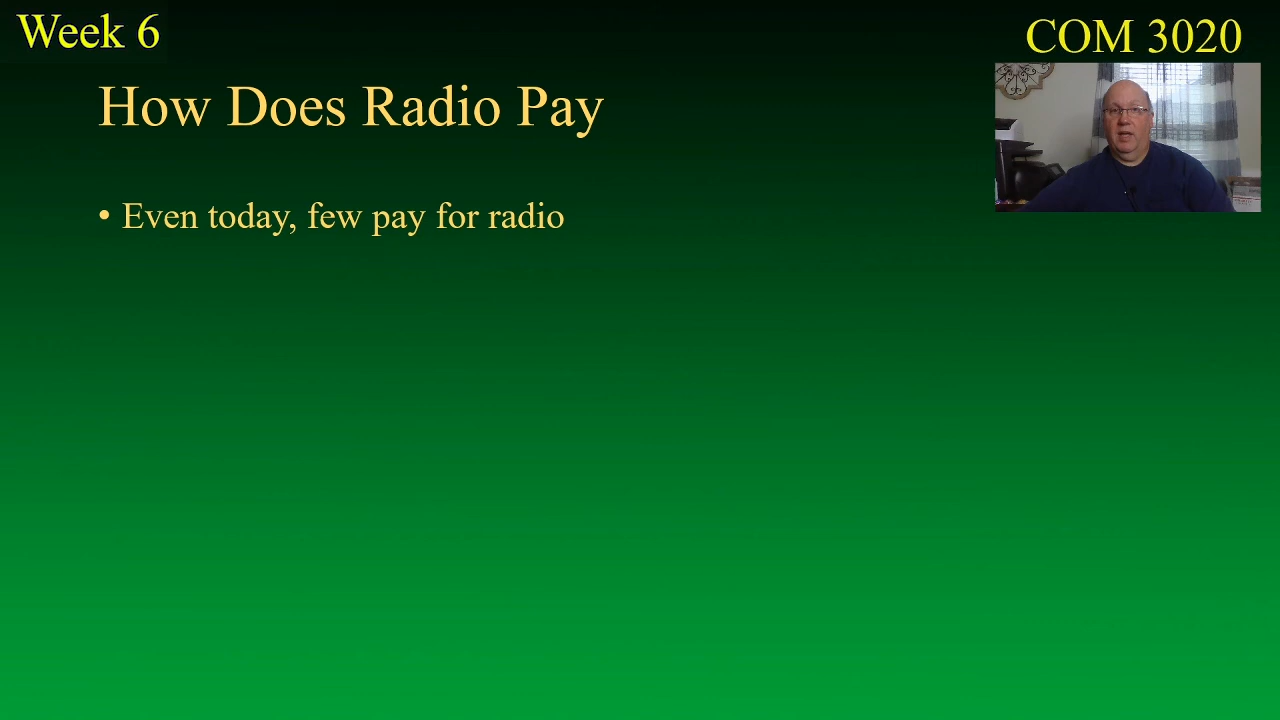 Week 6
COM 3020
How Does Radio Pay
• Even today, few pay for radio